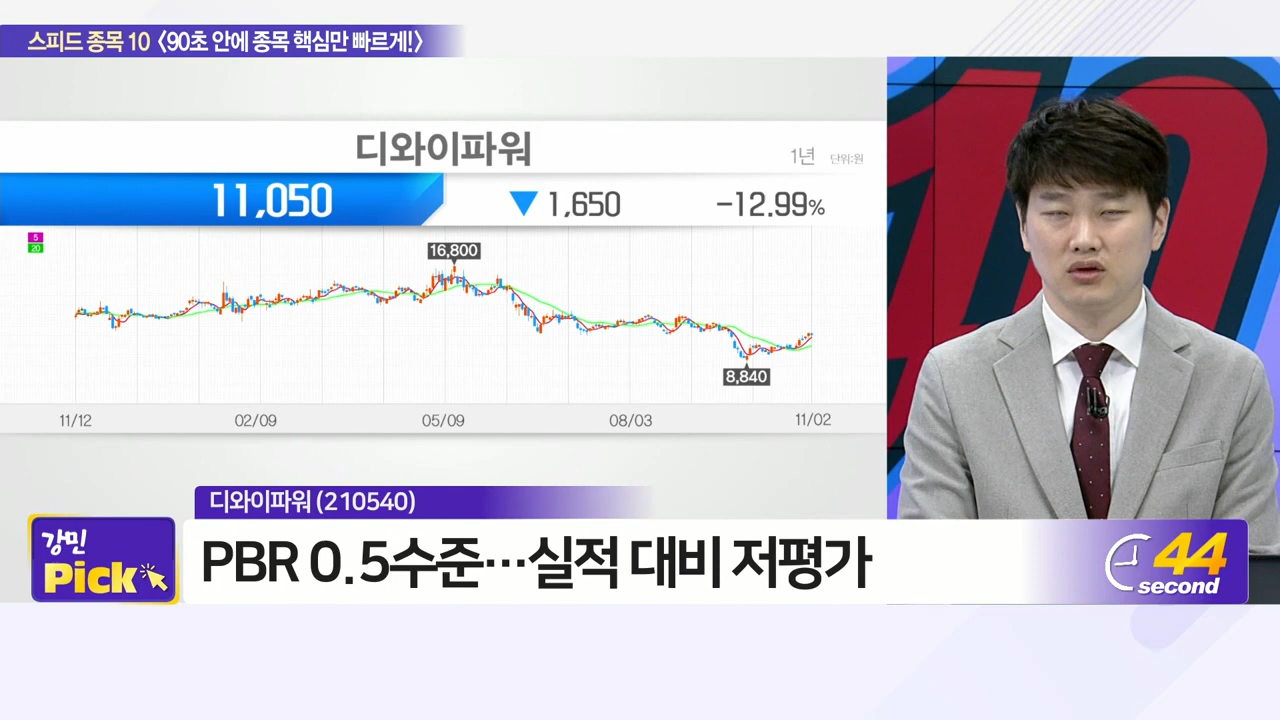 스피드 종목 10 〈90초 안에 종목 핵심만 빠르게!〉
디와이파워
1년 단위:원
11,050 ▼ 1,650 -12.99%
5
20
16,800
8,840
11/12 02/09 05/09 08/03 11/02
디와이파워 (210540)
강민
Pick
PBR 0.5수준…실적 대비 저평가
44
second
10